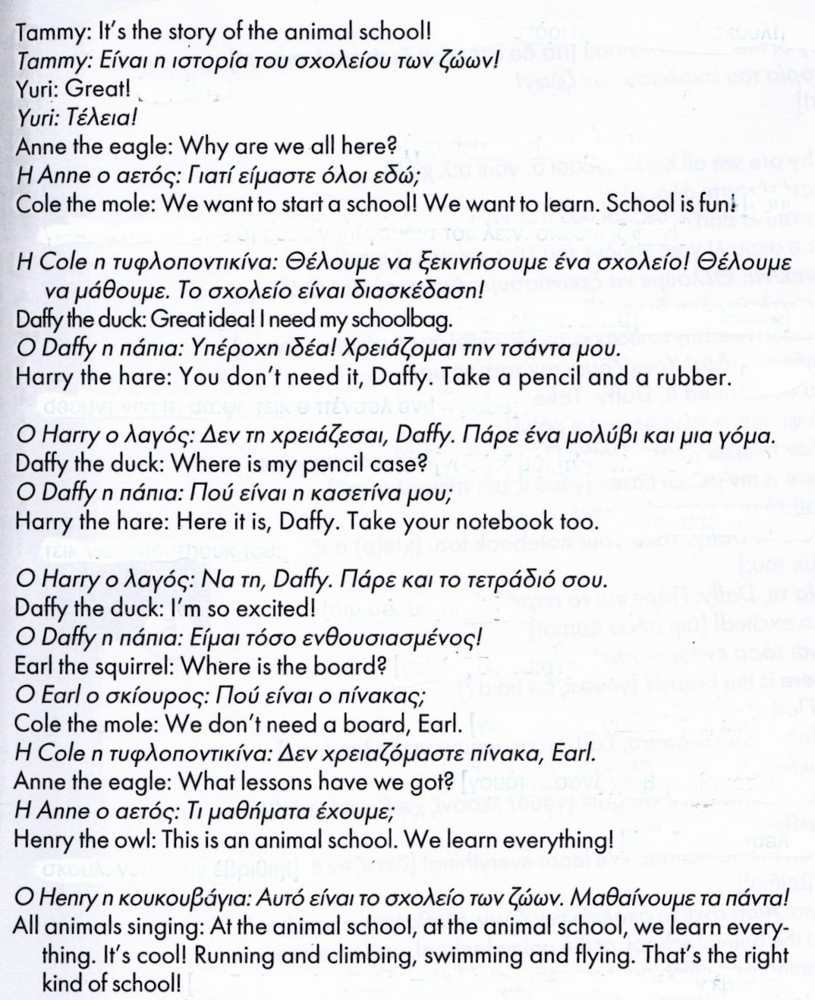 Tammy: It's the story of the animal school!
Tammy: Είναι η ιστορία του σχολείου των ζώων!
Yuri: Great!
Yuri: Τέλεια!
Anne the eagle: Why are we all here?
Η Anne ο αετός: Γιατί είμαστε όλοι εδώ;
Cole the mole: We want to start a school! We want to learn. School is fun!
Η Cole η τυφλοποντικίνα: Θέλουμε να ξεκινήσουμε ένα σχολείο! Θέλουμε
να μάθουμε. Το σχολείο είναι διασκέδαση!
Daffy the duck: Great idea! I need my schoolbag.
Ο Daffy η πάπια: Υπέροχη ιδέα! Χρειάζομαι την τσάντα μου.
Harry the hare: You don't need it, Daffy. Take a pencil and a rubber.
Ο Harry ο λαγός: Δεν τη χρειάζεσαι, Daffy. Πάρε ένα μολύβι και μια γόμα.
Daffy the duck: Where is my pencil case?
Ο Daffy η πάπια: Πού είναι η κασετίνα μου;
Harry the hare: Here it is, Daffy. Take your notebook too.
Ο Harry ο λαγός: Να τη, Daffy. Πάρε και το τετράδιό σου.
Daffy the duck: I'm so excited!
Ο Daffy η πάπια: Είμαι τόσο ενθουσιασμένος!
Earl the squirrel: Where is the board?
Ο Earl ο σκίουρος: Πού είναι ο πίνακας;
Cole the mole: We don't need a board, Earl.
Η Cole η τυφλοποντικίνα: Δεν χρειαζόμαστε πίνακα, Earl.
Anne the eagle: What lessons have we got?
Η Anne ο αετός: Τι μαθήματα έχουμε;
Henry the owl: This is an animal school. We learn everything!
Ο Henry η κουκουβάγια: Αυτό είναι το σχολείο των ζώων. Μαθαίνουμε τα πάντα!
All animals singing: At the animal school, at the animal school, we learn every-
thing. It's cool! Running and climbing, swimming and flying. That's the right
kind of school!